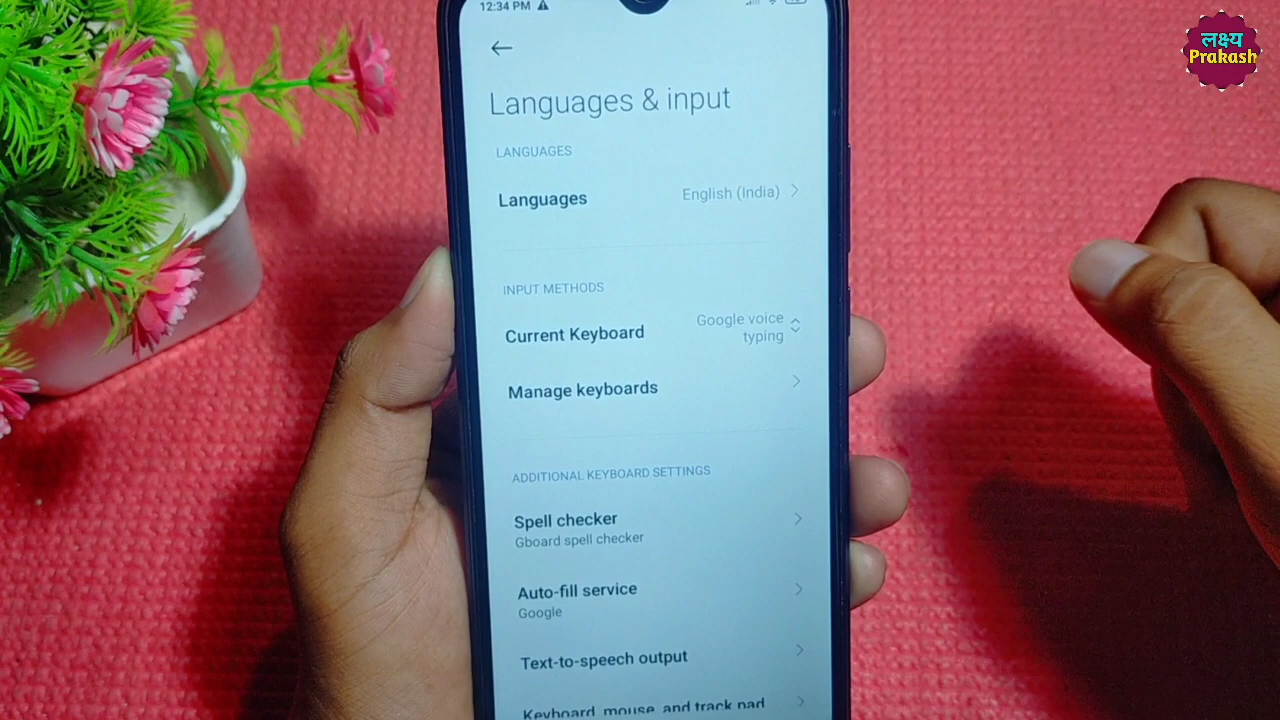 12:34 PM
लक्ष्य
Prakash
Languages & input
LANGUAGES
Languages
English (India)
INPUT METHODS
Current Keyboard
Google voice
typing
Manage keyboards
ADDITIONAL KEYBOARD SETTINGS
Spell checker
Gboard spell checker
Auto-fill service
Google
Text-to-speech output
Keyboard, mouse, and track pad